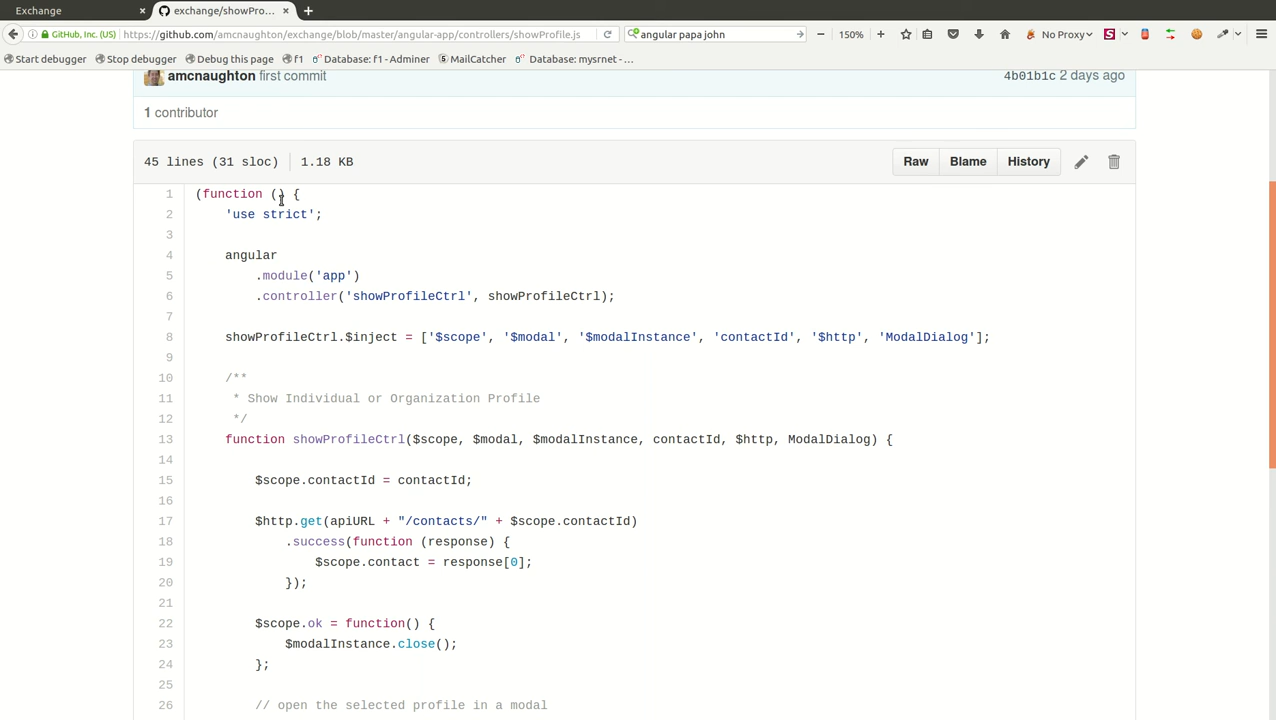 Exchange × exchange/showPro... × +
GitHub, Inc. (US) https://github.com/amcnaughton/exchange/blob/master/angular-app/controllers/showProfile.js angular papa john 150% No Proxy
Start debugger Stop debugger Debug this page f1 Database: f1 - Adminer MailCatcher Database: mysrnet - ...
amcnaughton first commit 4b01b1c 2 days ago
1 contributor
45 lines (31 sloc) 1.18 KB Raw Blame History
1 (function () {
2 'use strict';
3
4 angular
5 .module('app')
6 .controller('showProfileCtrl', showProfileCtrl);
7
8 showProfileCtrl.$inject = ['$scope', '$modal', '$modalInstance', 'contactId', '$http', 'ModalDialog'];
9
10 /**
11 * Show Individual or Organization Profile
12 */
13 function showProfileCtrl($scope, $modal, $modalInstance, contactId, $http, ModalDialog) {
14
15 $scope.contactId = contactId;
16
17 $http.get(apiURL + "/contacts/" + $scope.contactId)
18 .success(function (response) {
19 $scope.contact = response[0];
20 });
21
22 $scope.ok = function() {
23 $modalInstance.close();
24 };
25
26 // open the selected profile in a modal